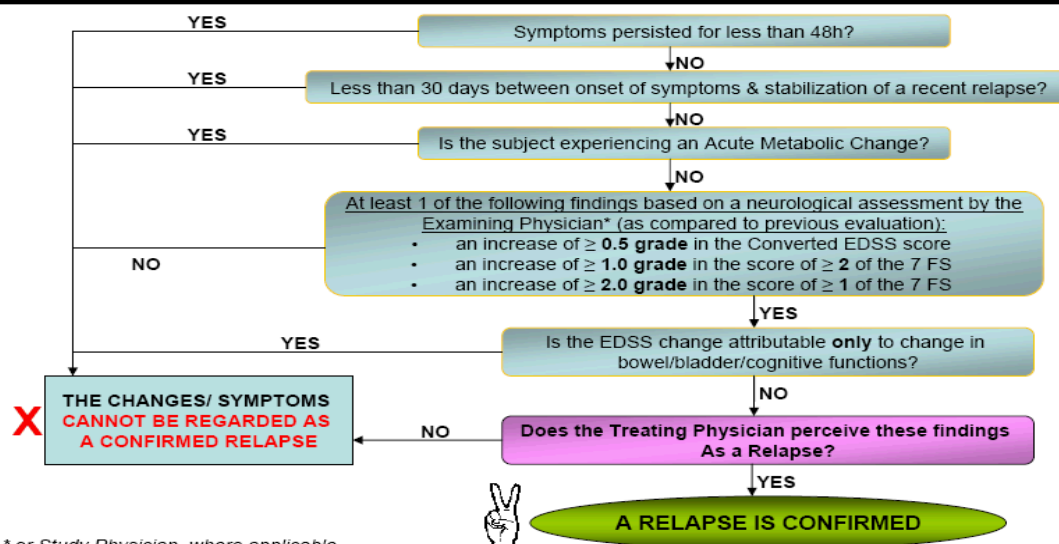 YES
Symptoms persisted for less than 48h?
NO
YES
Less than 30 days between onset of symptoms & stabilization of a recent relapse?
NO
YES
Is the subject experiencing an Acute Metabolic Change?
NO
At least 1 of the following findings based on a neurological assessment by the
Examining Physician* (as compared to previous evaluation):
• an increase of ≥ 0.5 grade in the Converted EDSS score
• an increase of ≥ 1.0 grade in the score of ≥ 2 of the 7 FS
• an increase of ≥ 2.0 grade in the score of ≥ 1 of the 7 FS
NO
YES
YES
Is the EDSS change attributable only to change in
bowel/bladder/cognitive functions?
NO
X
THE CHANGES/ SYMPTOMS
CANNOT BE REGARDED AS
A CONFIRMED RELAPSE
NO
Does the Treating Physician perceive these findings
As a Relapse?
YES
A RELAPSE IS CONFIRMED
* or Study Physician, where applicable